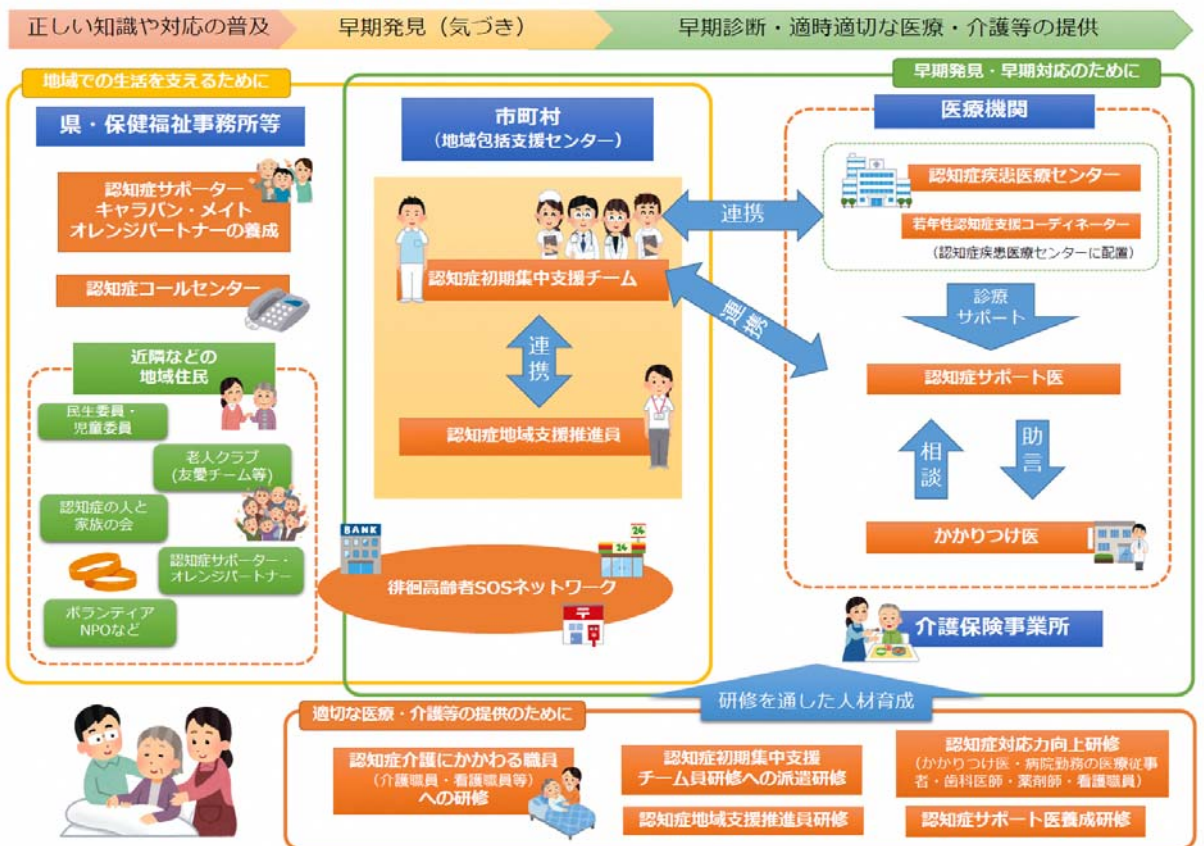 正しい知識や対応の普及
早期発見（気づき）
早期診断・適時適切な医療・介護等の提供
地域での生活を支えるために
早期発見・早期対応のために
県・保健福祉事務所等
認知症サポーター
キャラバン・メイト
オレンジパートナーの養成
認知症コールセンター
近隣などの
地域住民
民生委員・
児童委員
老人クラブ
(友愛チーム等)
認知症の人と
家族の会
認知症サポーター・
オレンジパートナー
ボランティア
NPOなど
市町村
（地域包括支援センター）
認知症初期集中支援チーム
連携
認知症地域支援推進員
BANK
24
24
徘徊高齢者SOSネットワーク
〒
連携
連携
医療機関
認知症疾患医療センター
若年性認知症支援コーディネーター
（認知症疾患医療センターに配置）
診療
サポート
認知症サポート医
相談
助言
かかりつけ医
介護保険事業所
研修を通した人材育成
適切な医療・介護等の提供のために
認知症介護にかかわる職員
（介護職員・看護職員等）
への研修
認知症初期集中支援
チーム員研修への派遣研修
認知症地域支援推進員研修
認知症対応力向上研修
（かかりつけ医・病院勤務の医療従事
者・歯科医師・薬剤師・看護職員）
認知症サポート医養成研修